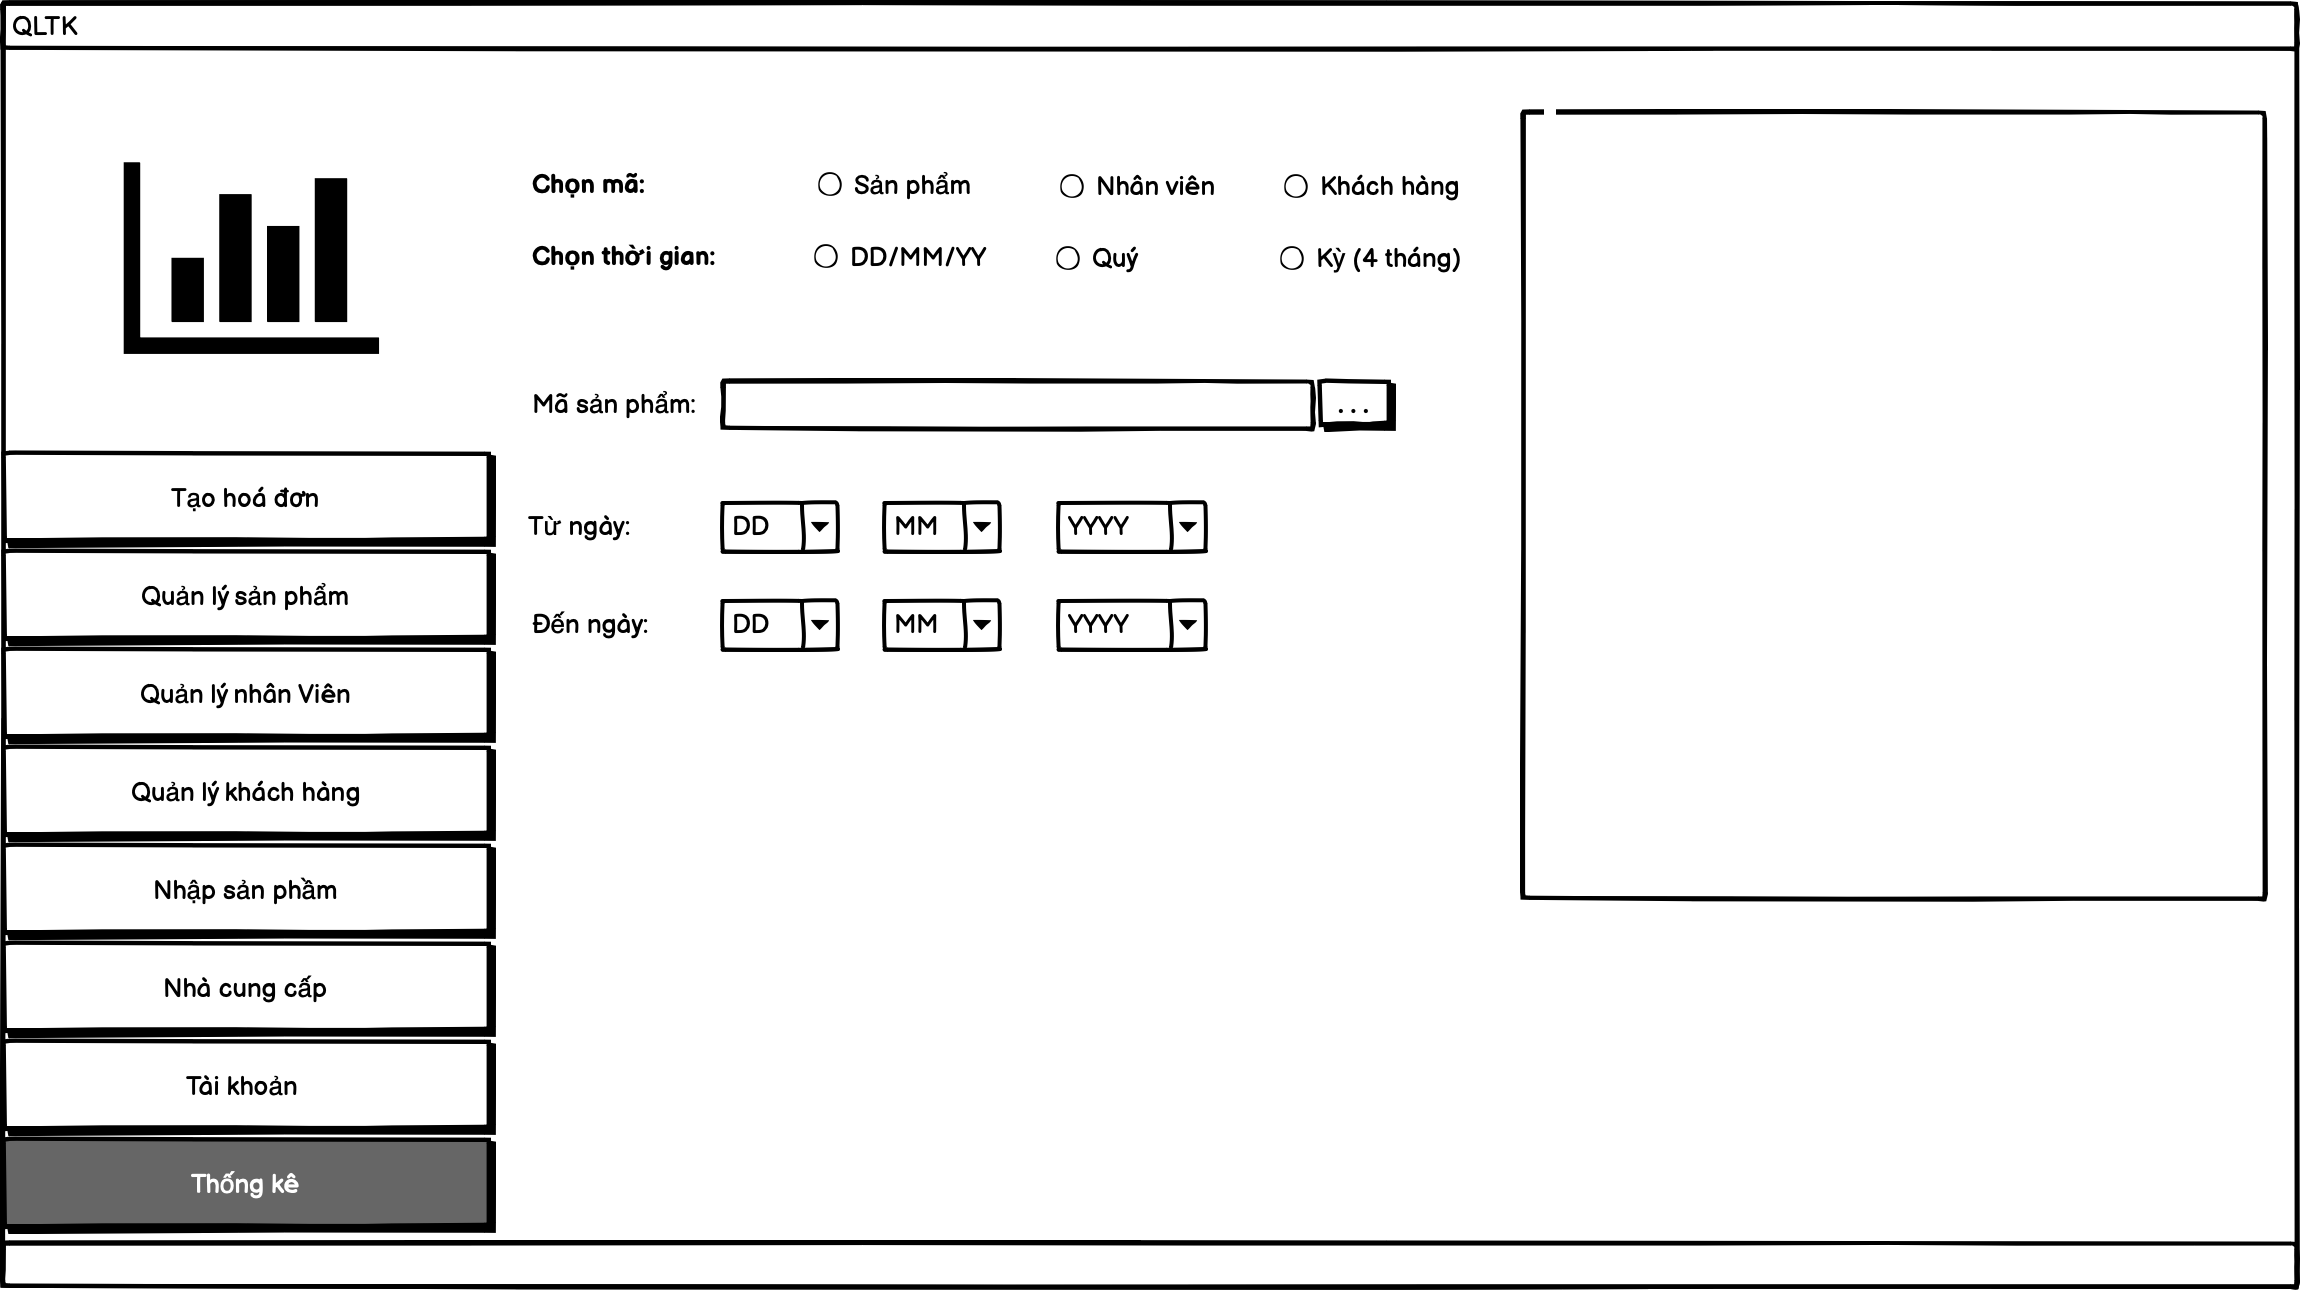 QLTK
Chọn mã:
Sản phẩm
Nhân viên
Khách hàng
Chọn thời gian:
DD/MM/YY
Quý
Kỳ (4 tháng)
Mã sản phẩm:
...
Từ ngày:
DD
MM
YYYY
Đến ngày:
DD
MM
YYYY
Tạo hoá đơn
Quản lý sản phẩm
Quản lý nhân Viên
Quản lý khách hàng
Nhập sản phầm
Nhà cung cấp
Tài khoản
Thống kê